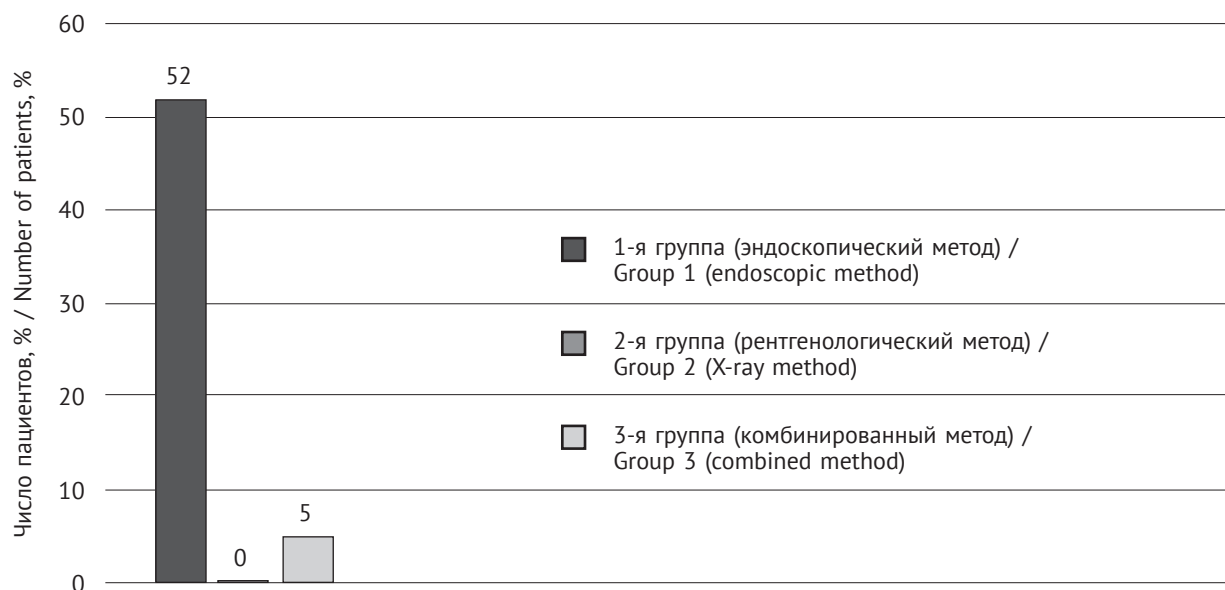 Число пациентов, % / Number of patients, %
60
50
40
30
20
10
0
52
0
5
1-я группа (эндоскопический метод) /
Group 1 (endoscopic method)
2-я группа (рентгенологический метод) /
Group 2 (X-ray method)
3-я группа (комбинированный метод) /
Group 3 (combined method)